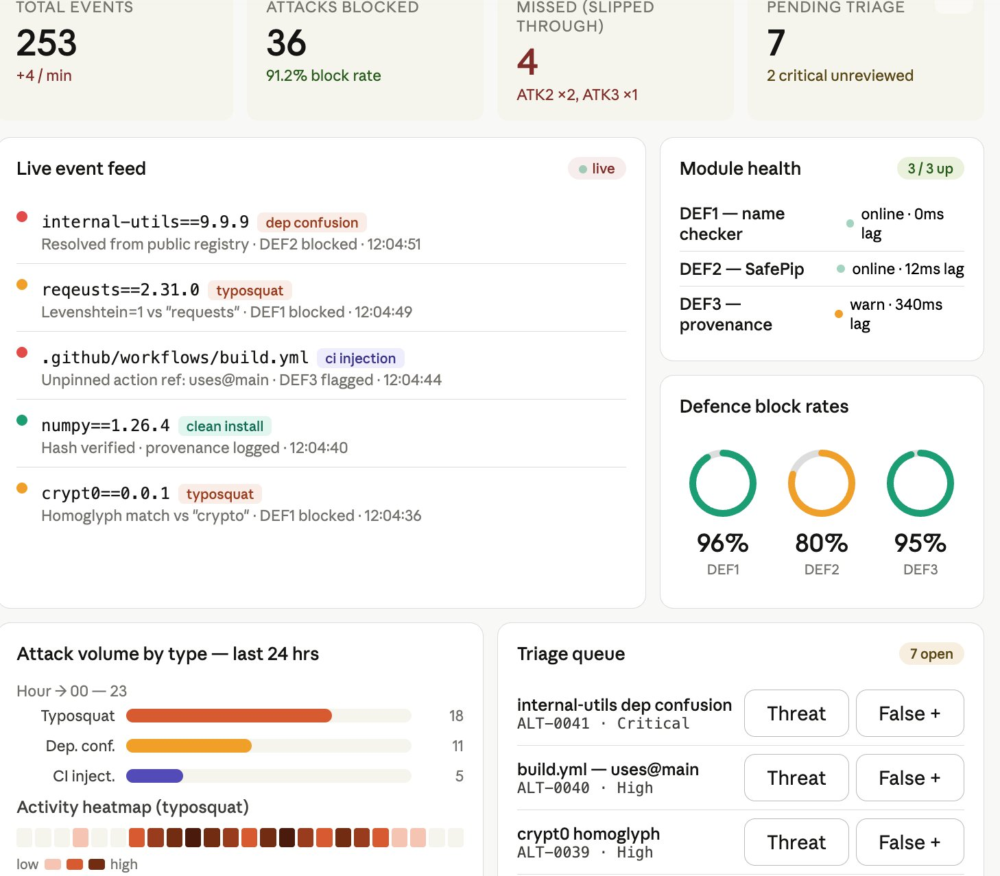 TOTAL EVENTS
253
+4 / min
ATTACKS BLOCKED
36
91.2% block rate
MISSED (SLIPPED
THROUGH)
4
ATK2 ×2, ATK3 ×1
PENDING TRIAGE
7
2 critical unreviewed
Live event feed
live
internal-utils==9.9.9 dep confusion
Resolved from public registry · DEF2 blocked · 12:04:51
reqeusts==2.31.0 typosquat
Levenshtein=1 vs "requests" · DEF1 blocked · 12:04:49
.github/workflows/build.yml ci injection
Unpinned action ref: uses@main · DEF3 flagged · 12:04:44
numpy==1.26.4 clean install
Hash verified · provenance logged · 12:04:40
crypt0==0.0.1 typosquat
Homoglyph match vs "crypto" · DEF1 blocked · 12:04:36
Module health
3 / 3 up
DEF1 — name
checker
online · 0ms
lag
DEF2 — SafePip
online · 12ms lag
DEF3 —
provenance
warn · 340ms
lag
Defence block rates
96%
DEF1
80%
DEF2
95%
DEF3
Attack volume by type — last 24 hrs
Hour → 00 — 23
Typosquat 18
Dep. conf. 11
CI inject. 5
Activity heatmap (typosquat)
low high
Triage queue
7 open
internal-utils dep confusion
ALT-0041 · Critical
Threat
False +
build.yml — uses@main
ALT-0040 · High
Threat
False +
crypt0 homoglyph
ALT-0039 · High
Threat
False +